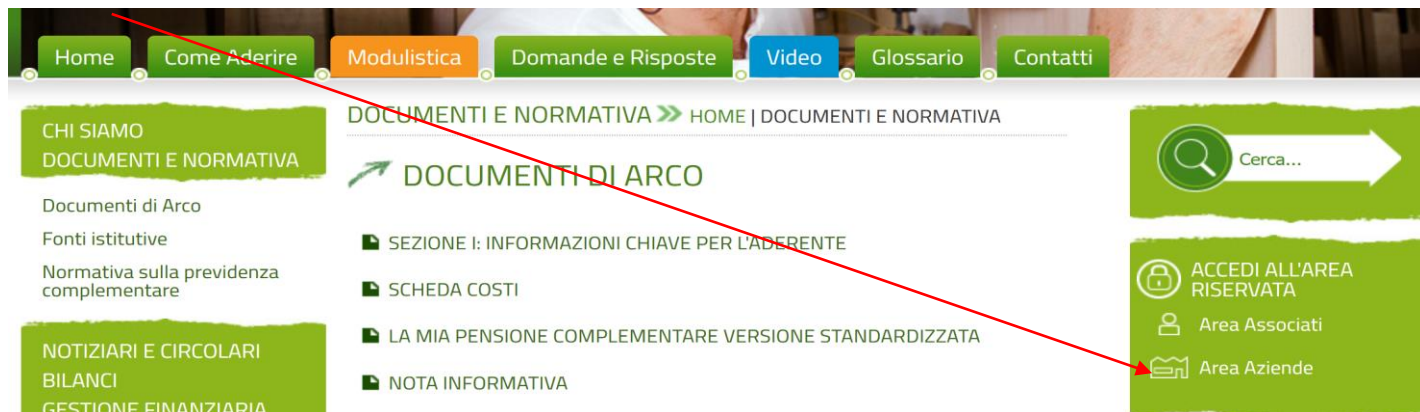 Home Come Aderire Modulistica Domande e Risposte Video Glossario Contatti
CHI SIAMO
DOCUMENTI E NORMATIVA
Documenti di Arco
Fonti istitutive
Normativa sulla previdenza
complementare
NOTIZIARI E CIRCOLARI
BILANCI
GESTIONE FINANZIARIA
DOCUMENTI E NORMATIVA HOME | DOCUMENTI E NORMATIVA
DOCUMENTI DI ARCO
SEZIONE I: INFORMAZIONI CHIAVE PER L'ADERENTE
SCHEDA COSTI
LA MIA PENSIONE COMPLEMENTARE VERSIONE STANDARDIZZATA
NOTA INFORMATIVA
Cerca...
ACCEDI ALL'AREA
RISERVATA
Area Associati
Area Aziende